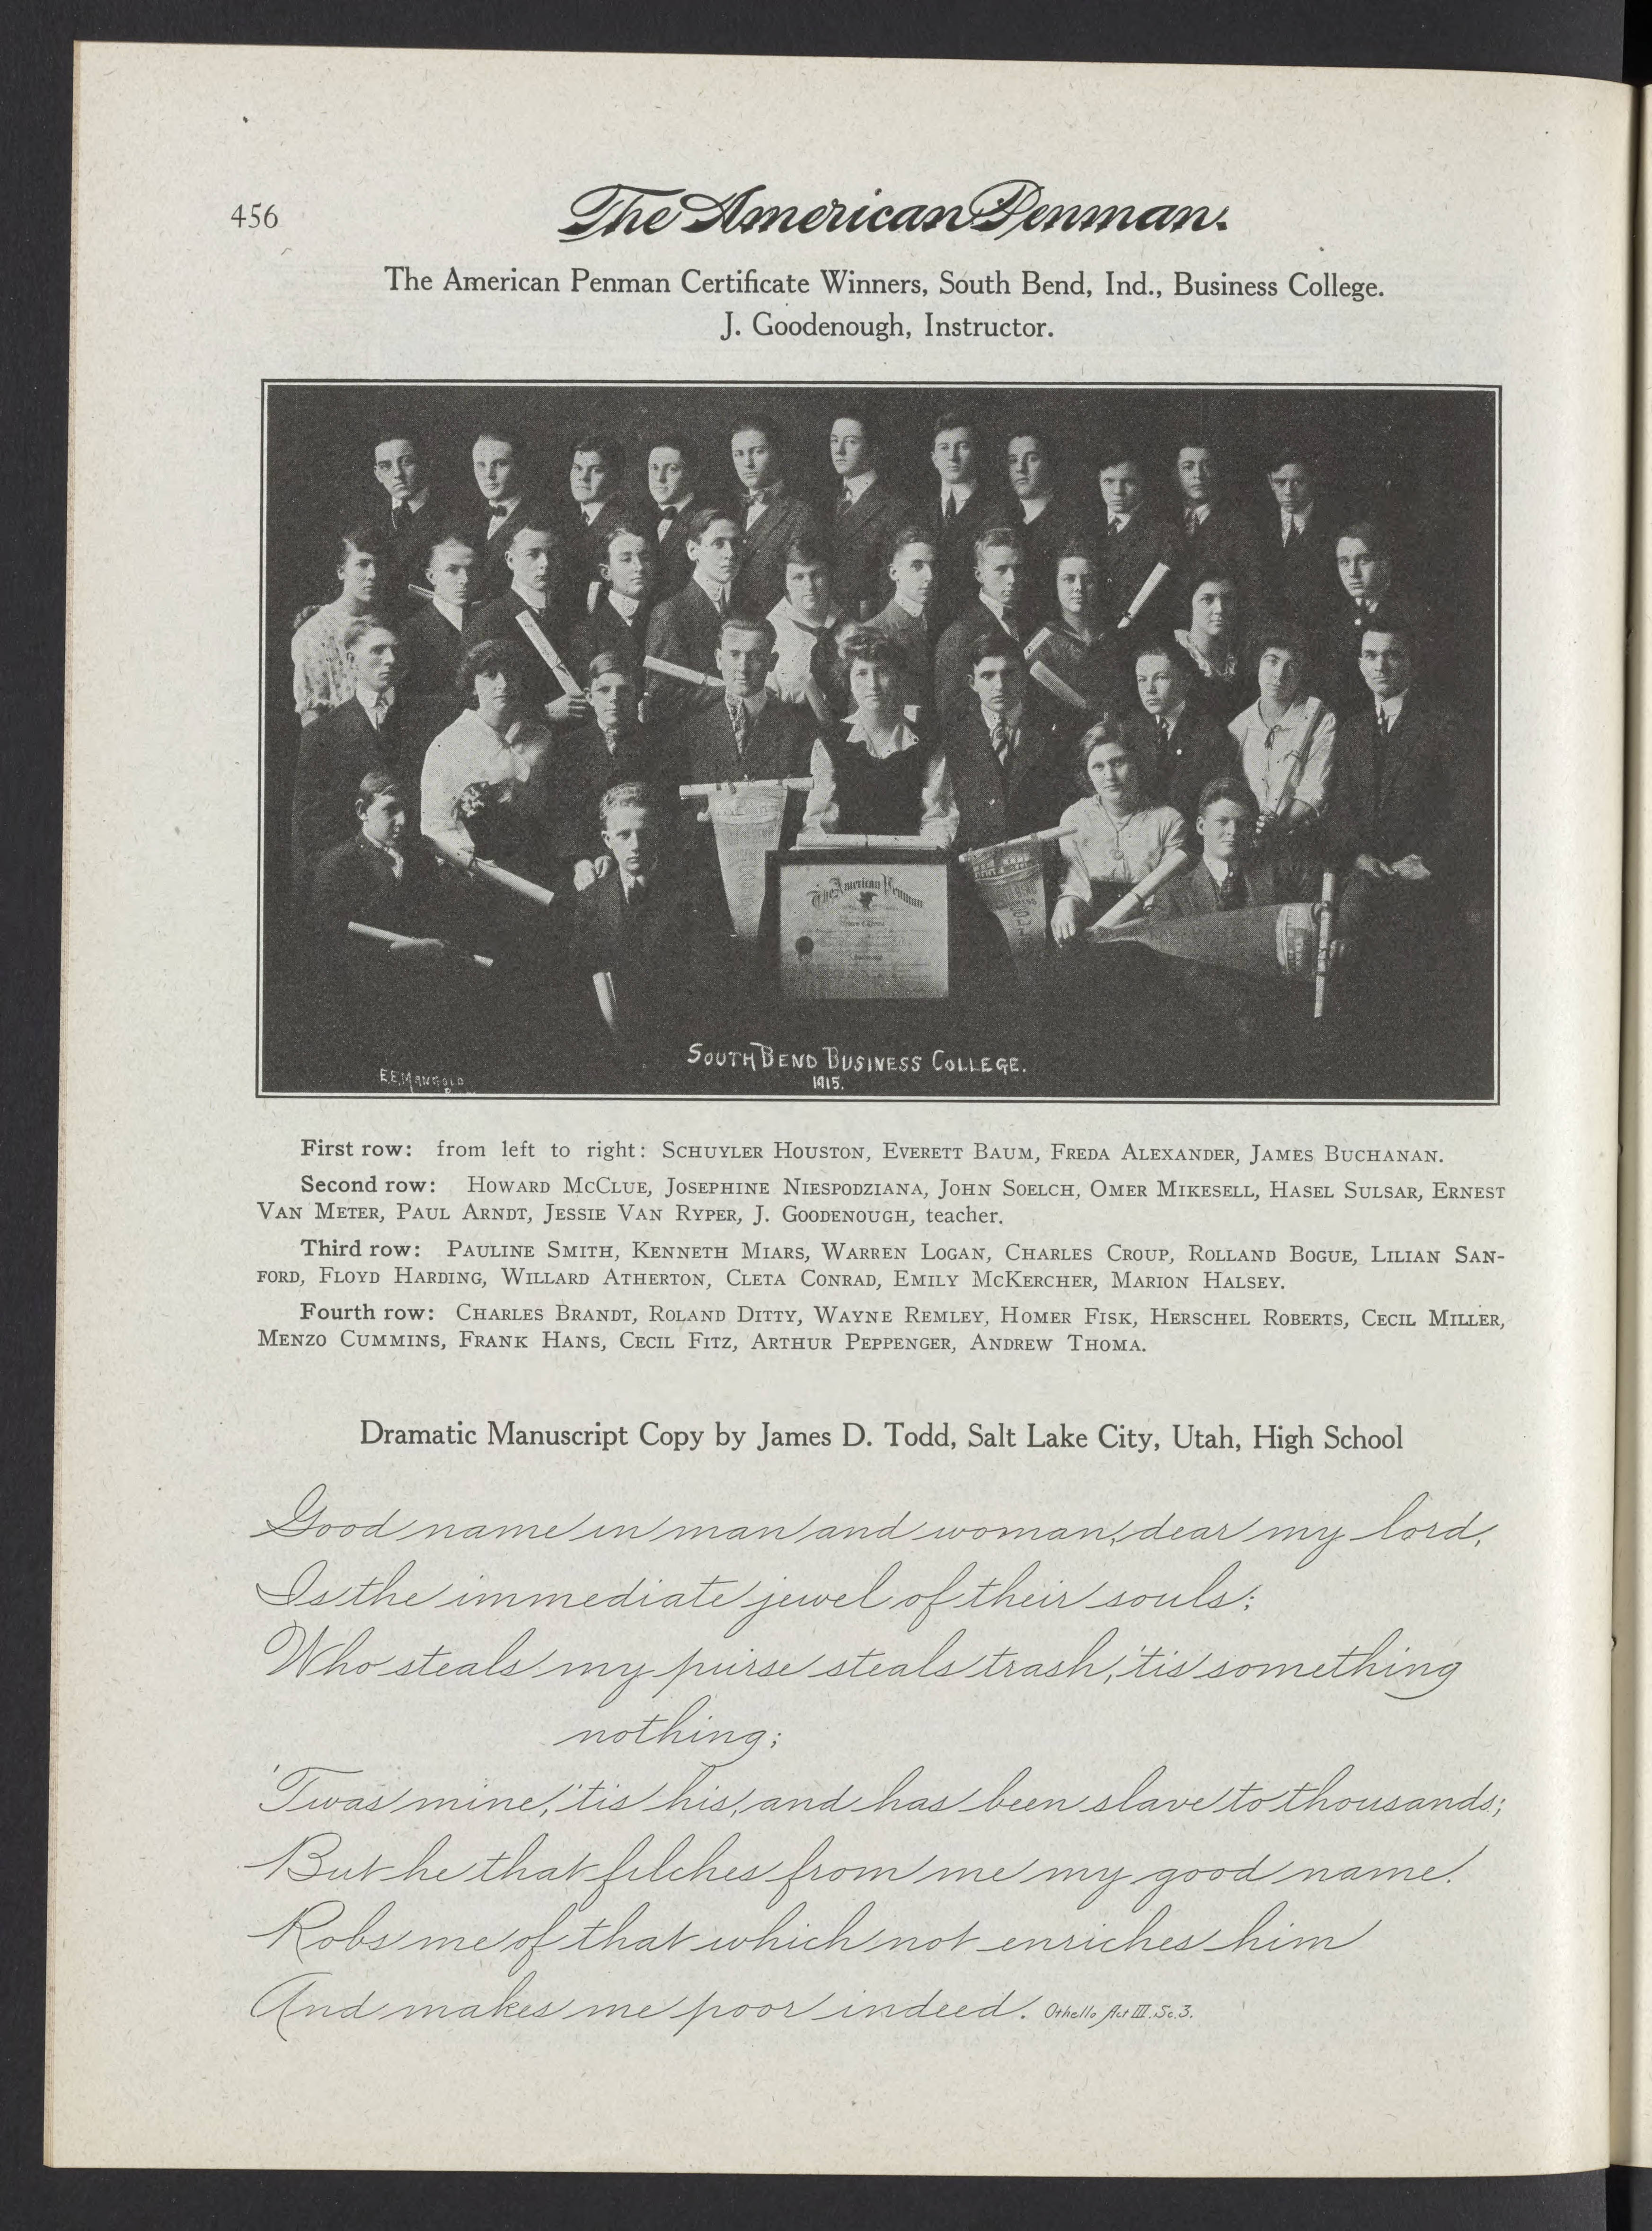 456
The American Penman.
The American Penman Certificate Winners, South Bend, Ind., Business College.
J. Goodenough, Instructor.
The American Penman
South Bend Business College.
1915.
E.E. Mangold
First row: from left to right: Schuyler Houston, Everett Baum, Freda Alexander, James Buchanan.
Second row: Howard McClue, Josephine Niespodziana, John Soelch, Omer Mikesell, Hasel Sulsar, Ernest
Van Meter, Paul Arndt, Jessie Van Ryper, J. Goodenough, teacher.
Third row: Pauline Smith, Kenneth Miars, Warren Logan, Charles Croup, Rolland Bogue, Lilian San-
ford, Floyd Harding, Willard Atherton, Cleta Conrad, Emily McKercher, Marion Halsey.
Fourth row: Charles Brandt, Roland Ditty, Wayne Remley, Homer Fisk, Herschel Roberts, Cecil Miller,
Menzo Cummins, Frank Hans, Cecil Fitz, Arthur Peppenger, Andrew Thoma.
Dramatic Manuscript Copy by James D. Todd, Salt Lake City, Utah, High School
Good name in man and woman, dear my lord,
Is the immediate jewel of their souls:
Who steals my purse steals trash, 'tis something
nothing;
'Twas mine, 'tis his, and has been slave to thousands;
But he that filches from me my good name.
Robs me of that which not enriches him
And makes me poor indeed. Othello, Act III. Sc. 3.